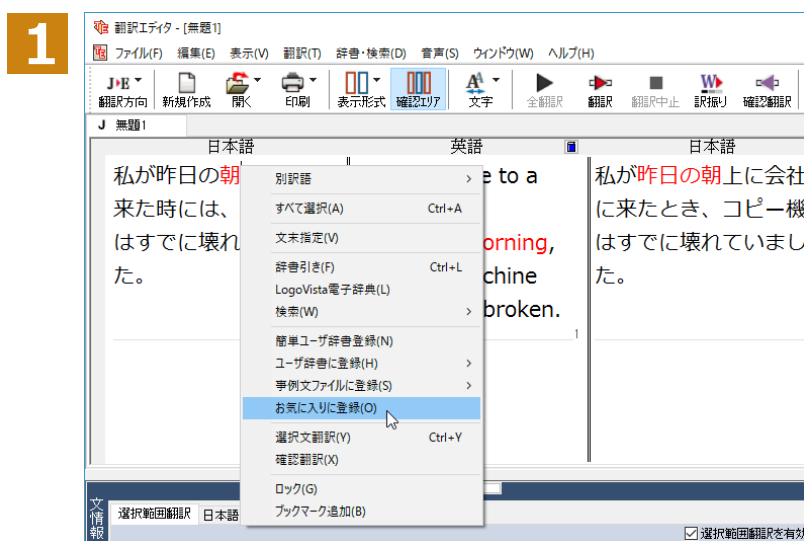 1
翻訳エディタ - [無題1]
ファイル(F) 編集(E) 表示(V) 翻訳(T) 辞書・検索(D) 音声(S) ウィンドウ(W) ヘルプ(H)
J▸E
翻訳方向 新規作成 開く 印刷 表示形式 確認エリア 文字 全翻訳 翻訳 翻訳中止 訳振り 確認翻訳
J 無題1
日本語 英語 日本語
私が昨日の朝
来た時には、
はすでに壊れ
た。
e to a
orning,
chine
broken.
1
私が昨日の朝上に会社
に来たとき、コピー機
はすでに壊れていまし
た。
別訳語
すべて選択(A) Ctrl+A
文末指定(V)
辞書引き(F) Ctrl+L
LogoVista電子辞典(L)
検索(W)
簡単ユーザ辞書登録(N)
ユーザ辞書に登録(H)
事例文ファイルに登録(S)
お気に入りに登録(O)
選択文翻訳(Y) Ctrl+Y
確認翻訳(X)
ロック(G)
ブックマーク追加(B)
文情報
選択範囲翻訳 日本語
選択範囲翻訳を有効